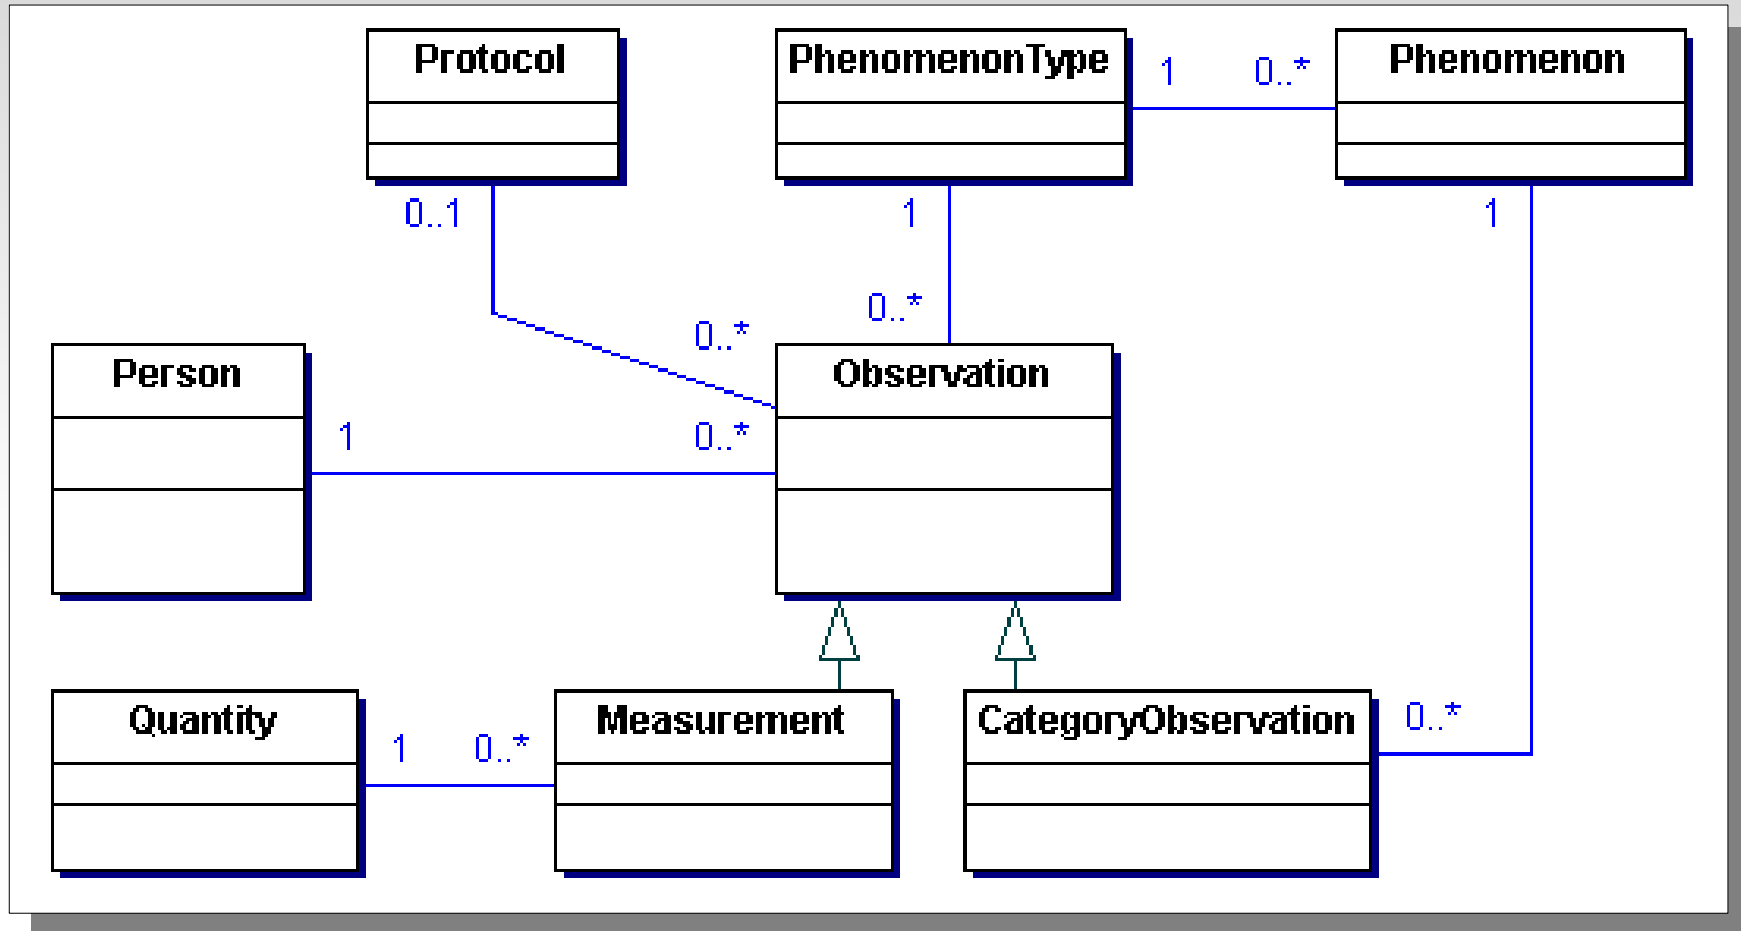 Protocol
PhenomenonType
1
0..*
Phenomenon
0..1
1
1
0..*
0..*
Person
Observation
1
0..*
Quantity
1
0..*
Measurement
CategoryObservation
0..*